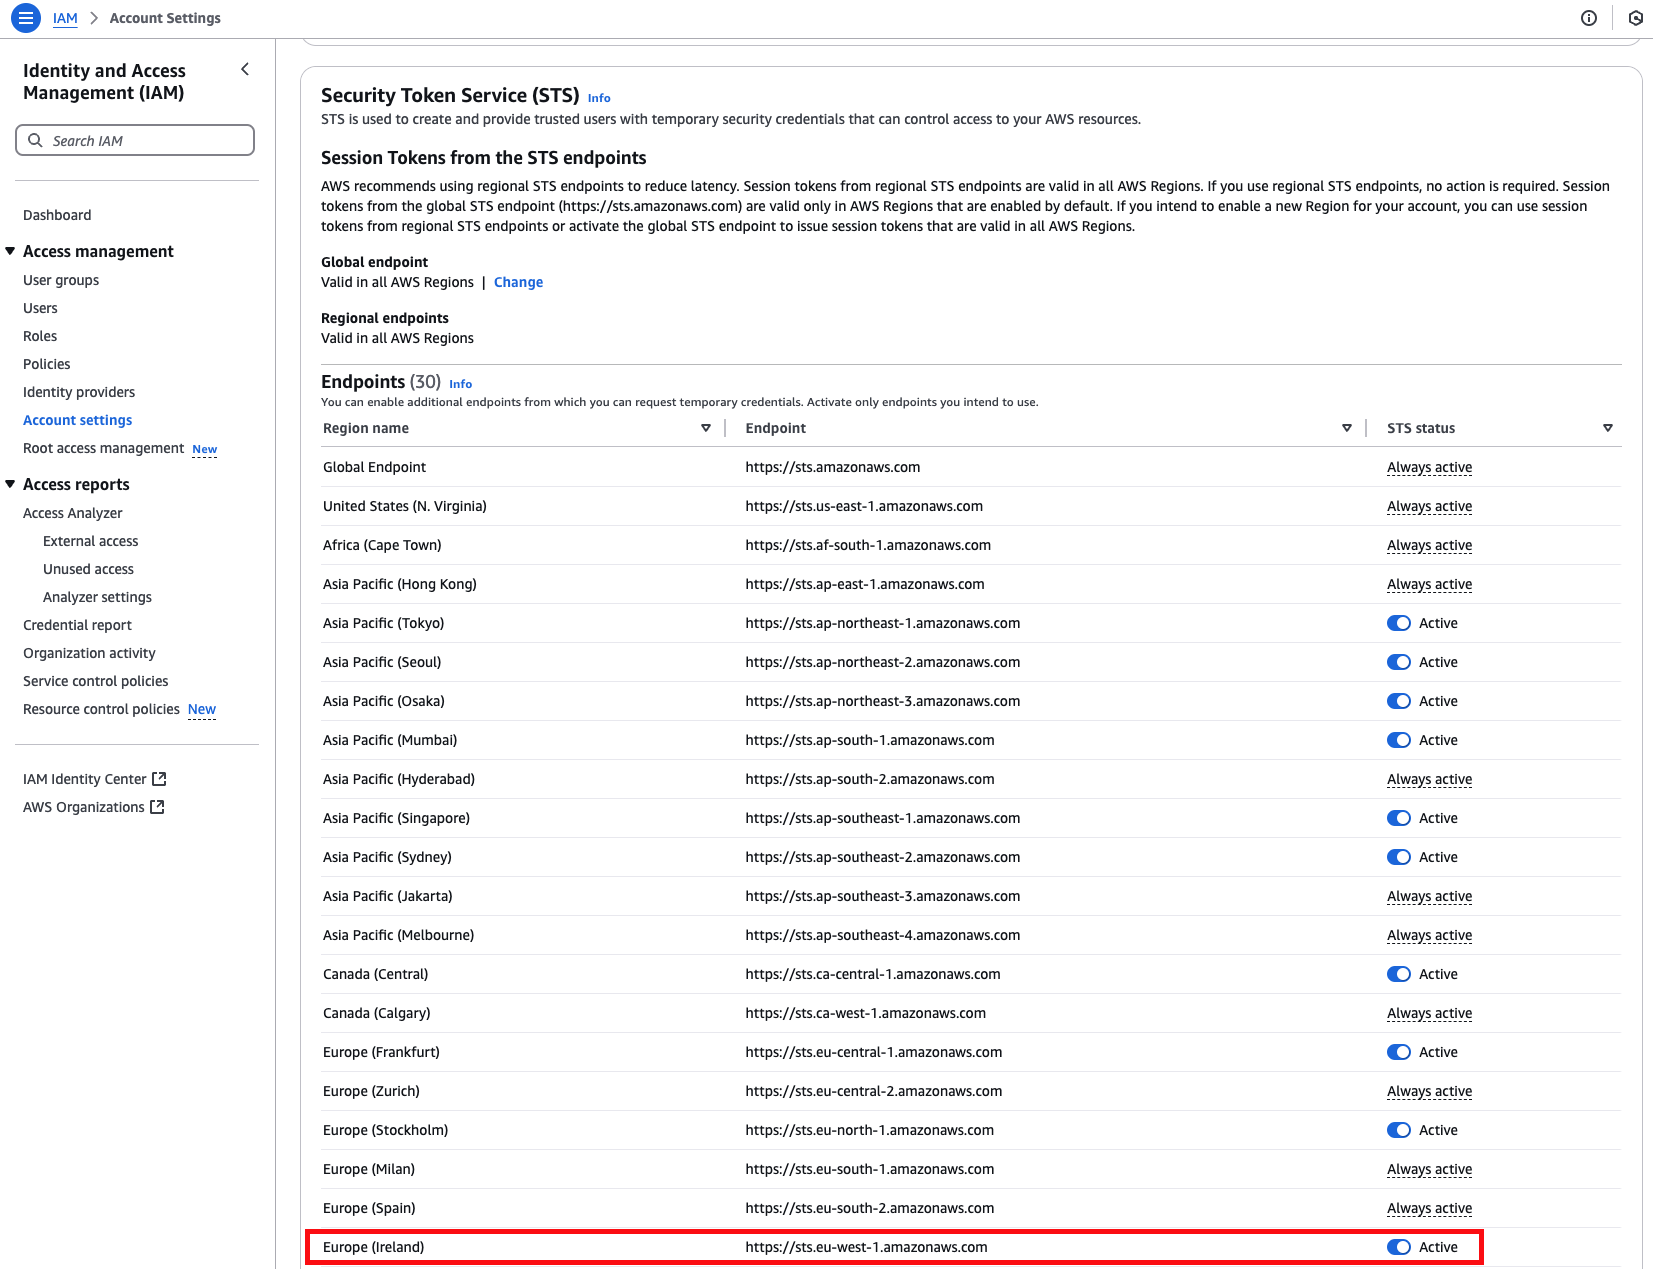 IAM > Account Settings
Identity and Access
Management (IAM)
Search IAM
Dashboard
Access management
User groups
Users
Roles
Policies
Identity providers
Account settings
Root access management New
Access reports
Access Analyzer
External access
Unused access
Analyzer settings
Credential report
Organization activity
Service control policies
Resource control policies New
IAM Identity Center
AWS Organizations
Security Token Service (STS) Info
STS is used to create and provide trusted users with temporary security credentials that can control access to your AWS resources.
Session Tokens from the STS endpoints
AWS recommends using regional STS endpoints to reduce latency. Session tokens from regional STS endpoints are valid in all AWS Regions. If you use regional STS endpoints, no action is required. Session
tokens from the global STS endpoint (https://sts.amazonaws.com) are valid only in AWS Regions that are enabled by default. If you intend to enable a new Region for your account, you can use session
tokens from regional STS endpoints or activate the global STS endpoint to issue session tokens that are valid in all AWS Regions.
Global endpoint
Valid in all AWS Regions | Change
Regional endpoints
Valid in all AWS Regions
Endpoints (30) Info
You can enable additional endpoints from which you can request temporary credentials. Activate only endpoints you intend to use.
Region name Endpoint STS status
Global Endpoint https://sts.amazonaws.com Always active
United States (N. Virginia) https://sts.us-east-1.amazonaws.com Always active
Africa (Cape Town) https://sts.af-south-1.amazonaws.com Always active
Asia Pacific (Hong Kong) https://sts.ap-east-1.amazonaws.com Always active
Asia Pacific (Tokyo) https://sts.ap-northeast-1.amazonaws.com Active
Asia Pacific (Seoul) https://sts.ap-northeast-2.amazonaws.com Active
Asia Pacific (Osaka) https://sts.ap-northeast-3.amazonaws.com Active
Asia Pacific (Mumbai) https://sts.ap-south-1.amazonaws.com Active
Asia Pacific (Hyderabad) https://sts.ap-south-2.amazonaws.com Always active
Asia Pacific (Singapore) https://sts.ap-southeast-1.amazonaws.com Active
Asia Pacific (Sydney) https://sts.ap-southeast-2.amazonaws.com Active
Asia Pacific (Jakarta) https://sts.ap-southeast-3.amazonaws.com Always active
Asia Pacific (Melbourne) https://sts.ap-southeast-4.amazonaws.com Always active
Canada (Central) https://sts.ca-central-1.amazonaws.com Active
Canada (Calgary) https://sts.ca-west-1.amazonaws.com Always active
Europe (Frankfurt) https://sts.eu-central-1.amazonaws.com Active
Europe (Zurich) https://sts.eu-central-2.amazonaws.com Always active
Europe (Stockholm) https://sts.eu-north-1.amazonaws.com Active
Europe (Milan) https://sts.eu-south-1.amazonaws.com Always active
Europe (Spain) https://sts.eu-south-2.amazonaws.com Always active
Europe (Ireland) https://sts.eu-west-1.amazonaws.com Active